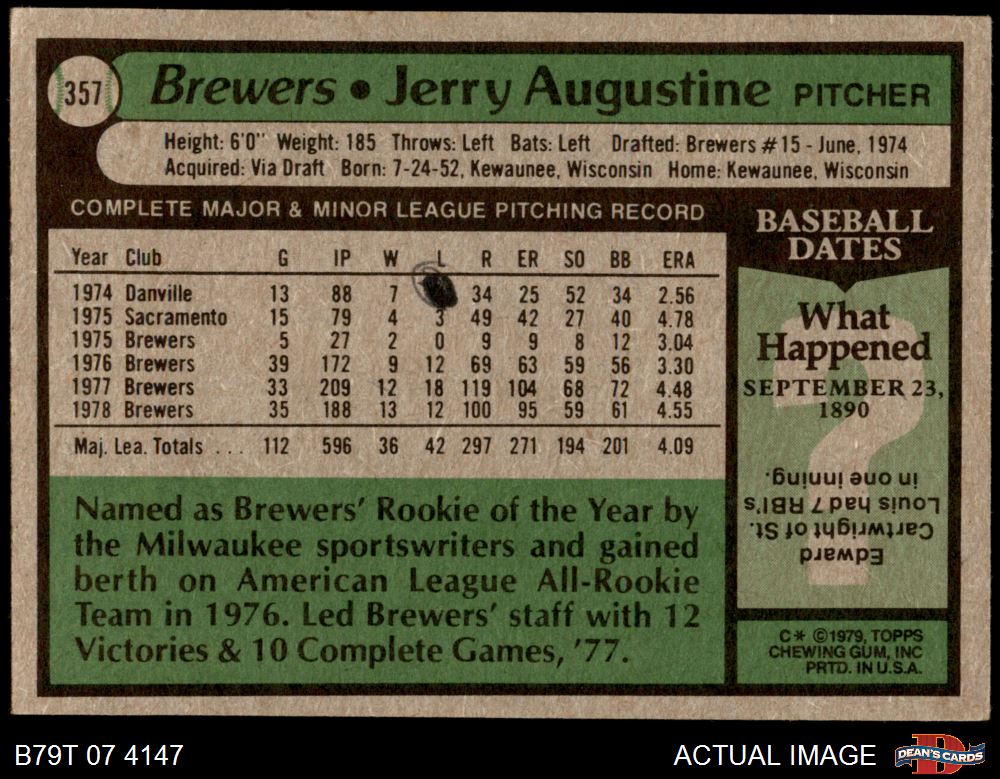 357 Brewers • Jerry Augustine PITCHER
Height: 6'0" Weight: 185 Throws: Left Bats: Left Drafted: Brewers #15 - June, 1974
Acquired: Via Draft Born: 7-24-52, Kewaunee, Wisconsin Home: Kewaunee, Wisconsin
COMPLETE MAJOR & MINOR LEAGUE PITCHING RECORD
Year Club G IP W L R ER SO BB ERA
1974 Danville 13 88 7 34 25 52 34 2.56
1975 Sacramento 15 79 4 3 49 42 27 40 4.78
1975 Brewers 5 27 2 0 9 9 8 12 3.04
1976 Brewers 39 172 9 12 69 63 59 56 3.30
1977 Brewers 33 209 12 18 119 104 68 72 4.48
1978 Brewers 35 188 13 12 100 95 59 61 4.55
Maj. Lea. Totals ... 112 596 36 42 297 271 194 201 4.09
Named as Brewers' Rookie of the Year by
the Milwaukee sportswriters and gained
berth on American League All-Rookie
Team in 1976. Led Brewers' staff with 12
Victories & 10 Complete Games, '77.
BASEBALL
DATES
What
Happened
SEPTEMBER 23,
1890
Edward
Cartwright of St.
Louis had 7 RBI's
in one inning.
C* ©1979, TOPPS
CHEWING GUM, INC
PRTD. IN U.S.A.
B79T 07 4147
ACTUAL IMAGE
DEAN'S CARDS